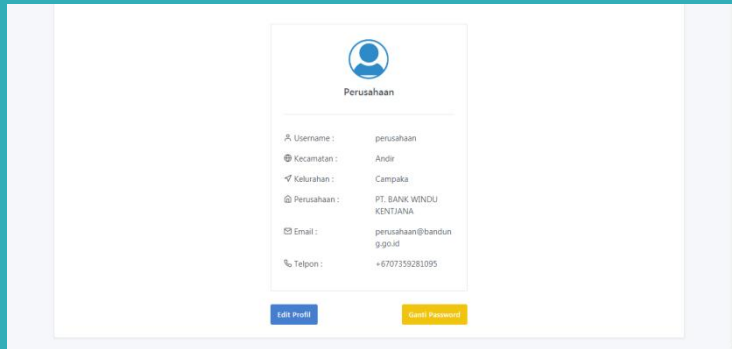 Perusahaan
Username : perusahaan
Kecamatan : Andir
Kelurahan : Campaka
Perusahaan : PT. BANK WINDU
KENTJANA
Email : perusahaan@bandun
g.go.id
Telpon : +6707359281095
Edit Profil Ganti Password